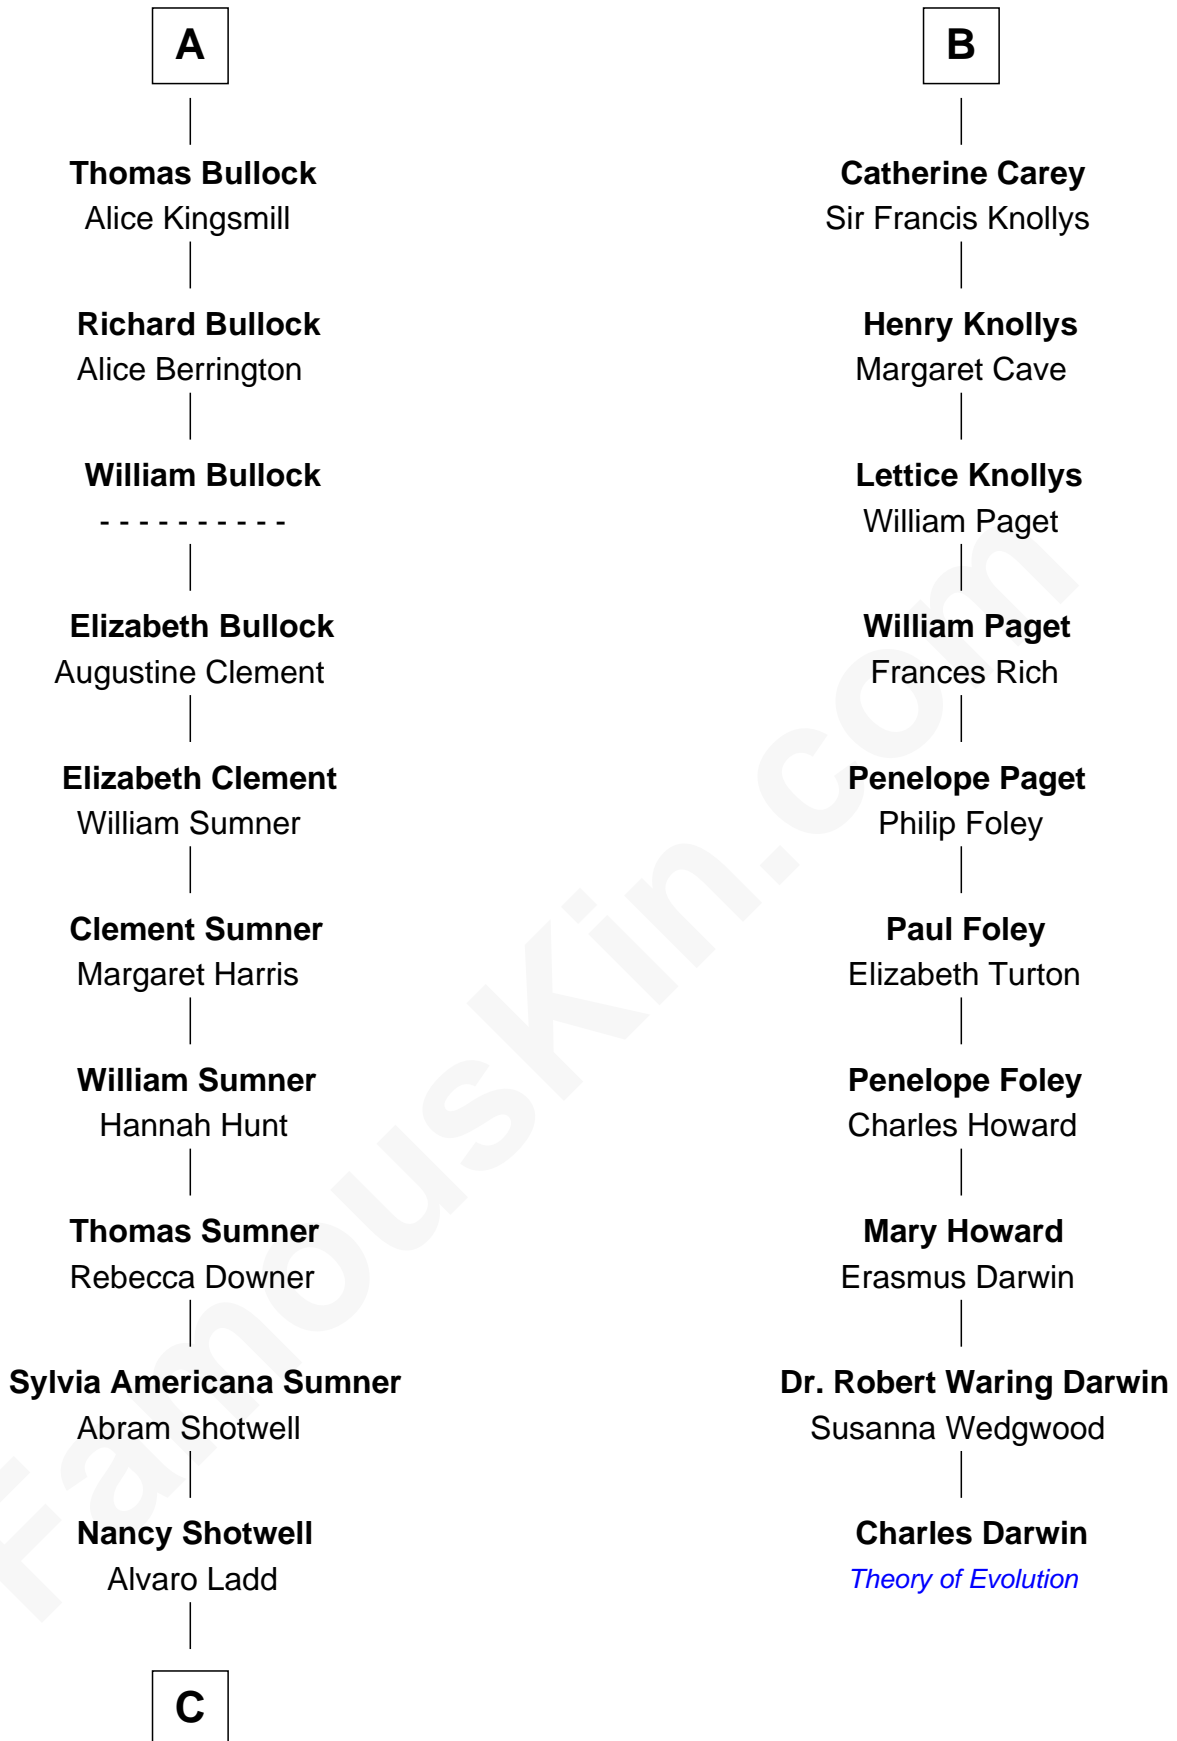 A
Thomas Bullock
Alice Kingsmill
Richard Bullock
Alice Berrington
William Bullock
- - - - - - - - - -
Elizabeth Bullock
Augustine Clement
Elizabeth Clement
William Sumner
Clement Sumner
Margaret Harris
William Sumner
Hannah Hunt
Thomas Sumner
Rebecca Downer
Sylvia Americana Sumner
Abram Shotwell
Nancy Shotwell
Alvaro Ladd
C
B
Catherine Carey
Sir Francis Knollys
Henry Knollys
Margaret Cave
Lettice Knollys
William Paget
William Paget
Frances Rich
Penelope Paget
Philip Foley
Paul Foley
Elizabeth Turton
Penelope Foley
Charles Howard
Mary Howard
Erasmus Darwin
Dr. Robert Waring Darwin
Susanna Wedgwood
Charles Darwin
Theory of Evolution
FamousKin.com